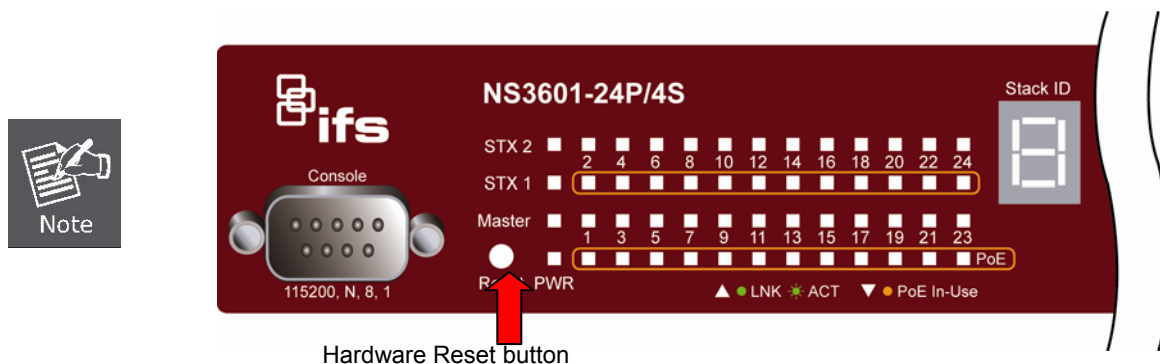 Note
ifs
NS3601-24P/4S
Stack ID
8
STX 2
2 4 6 8 10 12 14 16 18 20 22 24
STX 1
Console
Master
1 3 5 7 9 11 13 15 17 19 21 23
PoE
PWR
115200, N, 8, 1
LNK ACT PoE In-Use
Hardware Reset button